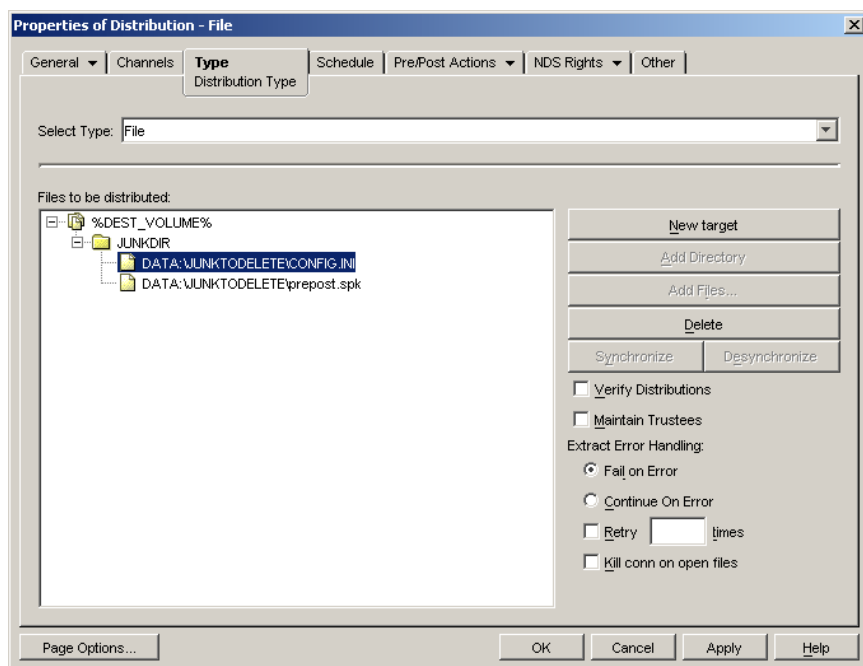 Properties of Distribution - File
General Channels Type Schedule Pre/Post Actions NDS Rights Other
Distribution Type
Select Type: File
Files to be distributed:
%DEST_VOLUME%
JUNKDIR
DATA:\JUNKTODELETE\CONFIG.INI
DATA:\JUNKTODELETE\prepost.spk
New target
Add Directory
Add Files...
Delete
Synchronize Desynchronize
Verify Distributions
Maintain Trustees
Extract Error Handling:
Fail on Error
Continue On Error
Retry times
Kill conn on open files
Page Options... OK Cancel Apply Help